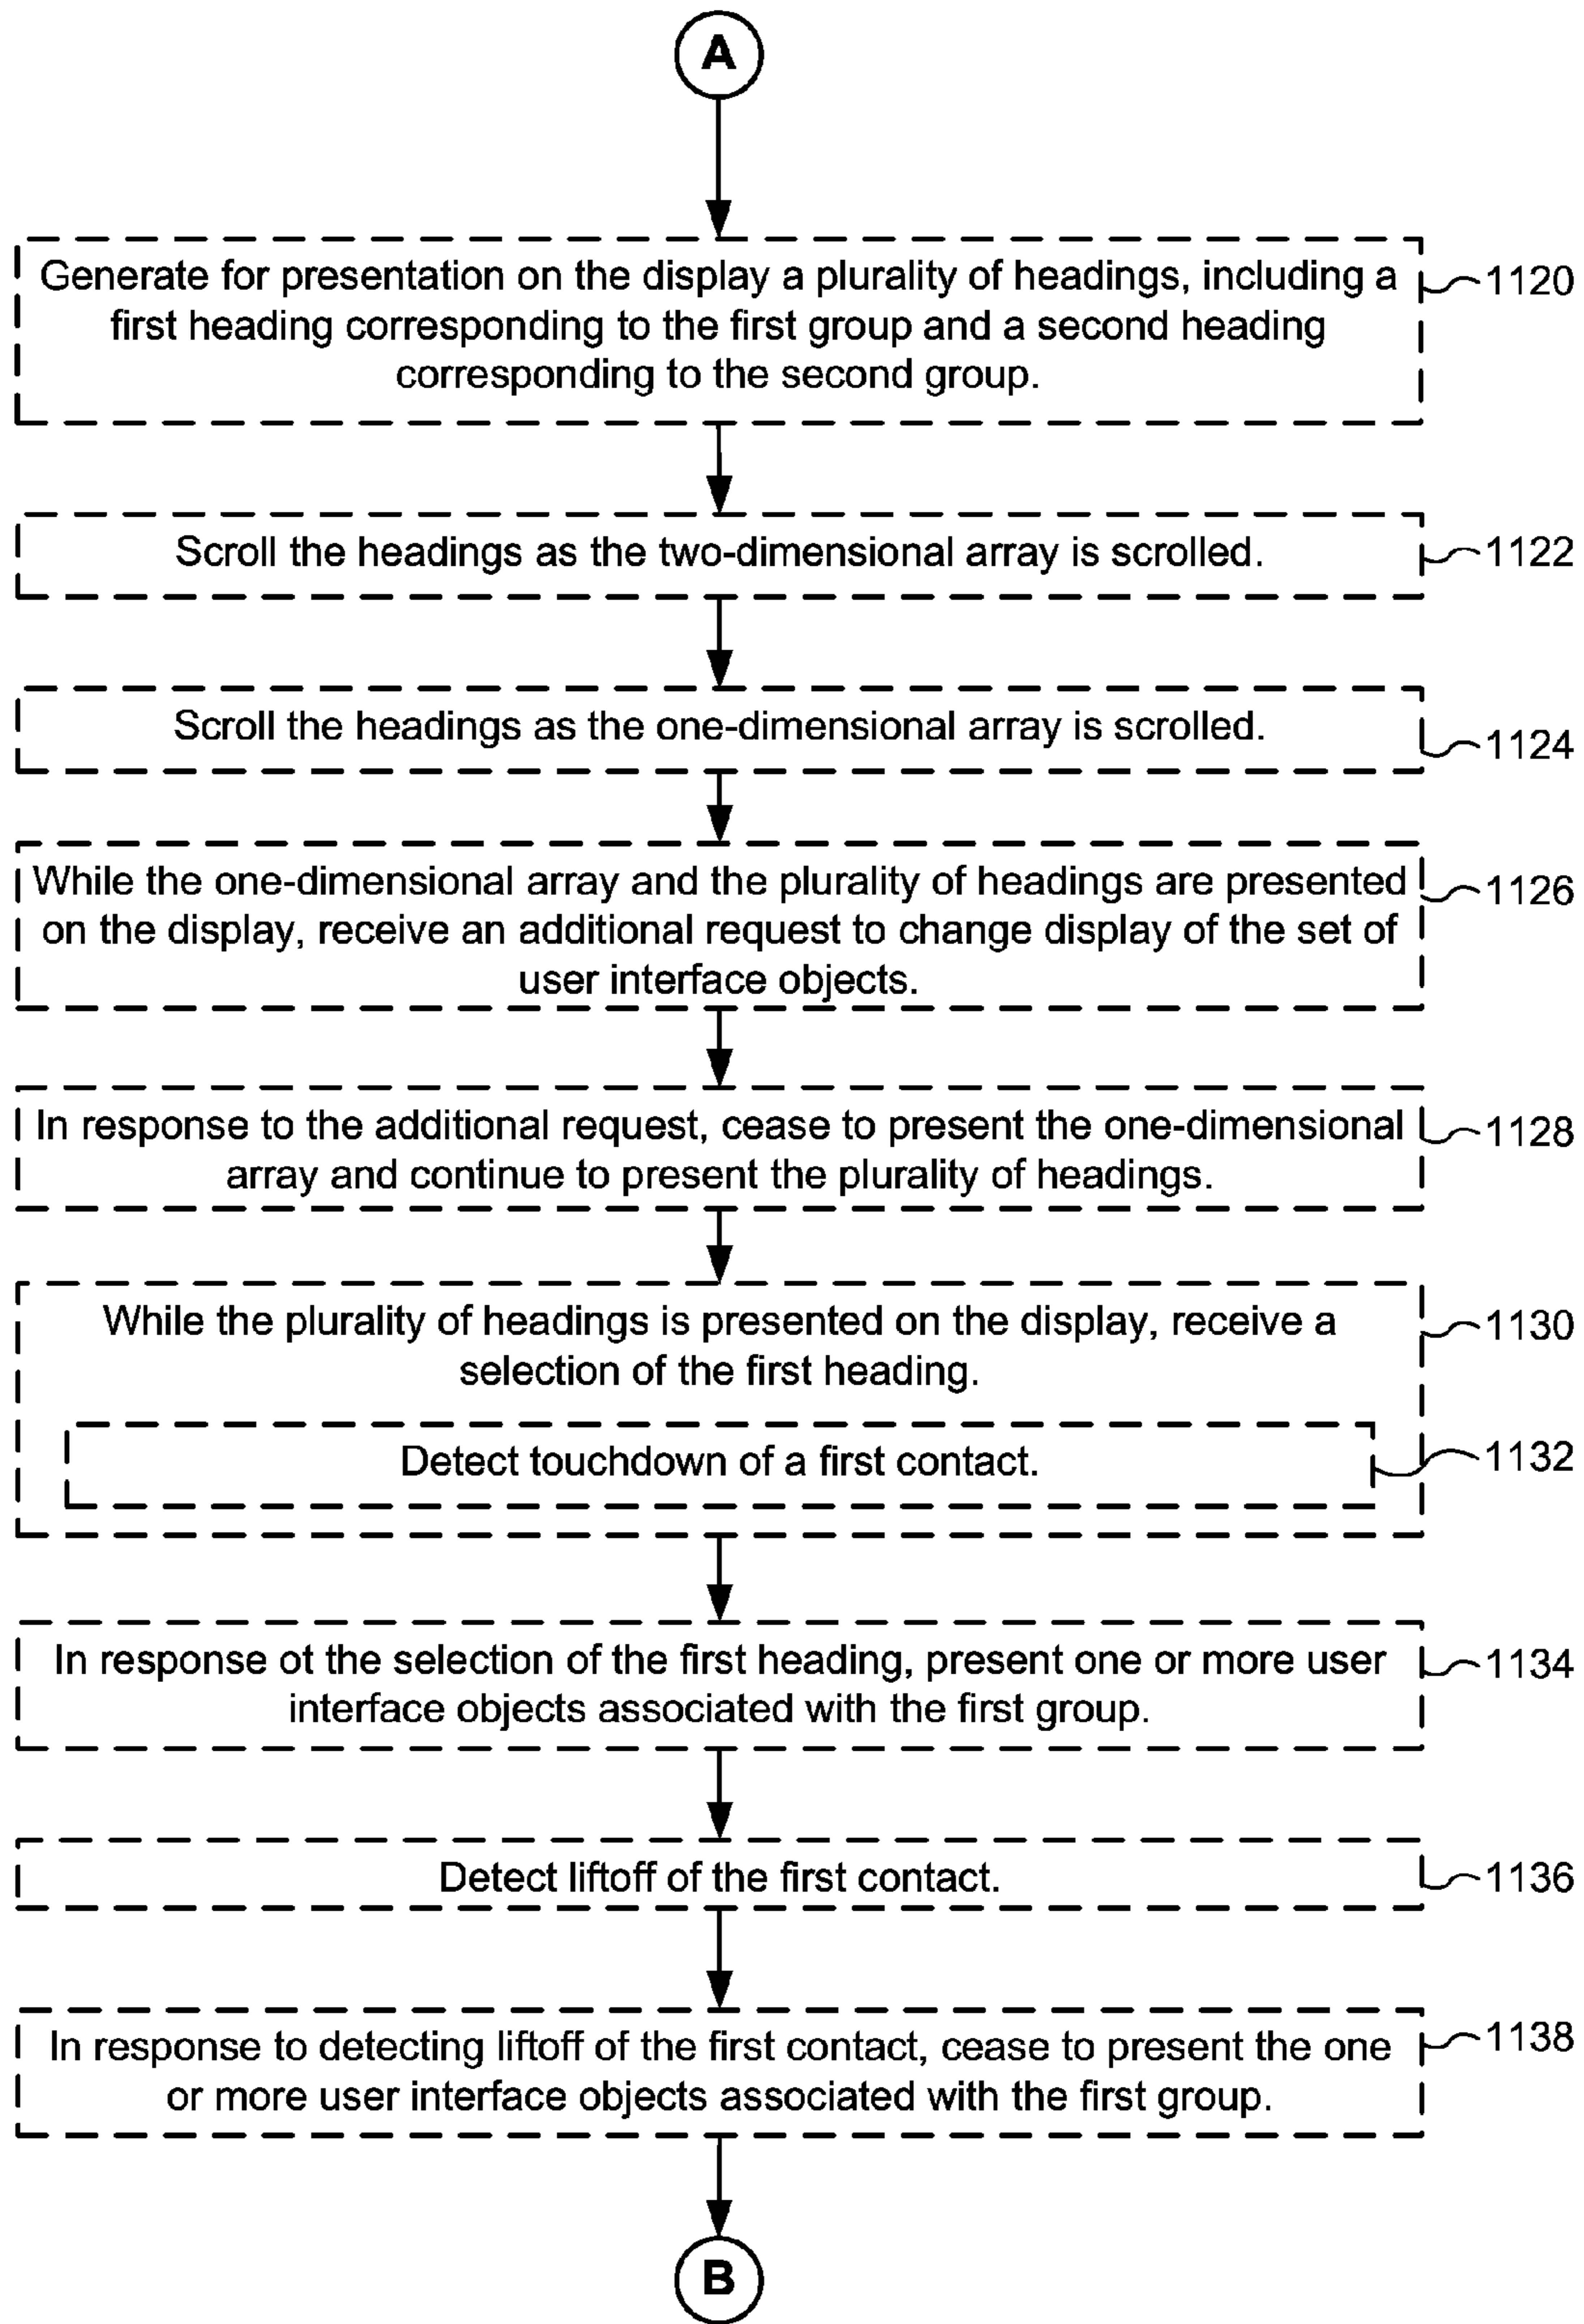 A
Generate for presentation on the display a plurality of headings, including a
first heading corresponding to the first group and a second heading
corresponding to the second group.
1120
Scroll the headings as the two-dimensional array is scrolled.
1122
Scroll the headings as the one-dimensional array is scrolled.
1124
While the one-dimensional array and the plurality of headings are presented
on the display, receive an additional request to change display of the set of
user interface objects.
1126
In response to the additional request, cease to present the one-dimensional
array and continue to present the plurality of headings.
1128
While the plurality of headings is presented on the display, receive a
selection of the first heading.
1130
Detect touchdown of a first contact.
1132
In response ot the selection of the first heading, present one or more user
interface objects associated with the first group.
1134
Detect liftoff of the first contact.
1136
In response to detecting liftoff of the first contact, cease to present the one
or more user interface objects associated with the first group.
1138
B